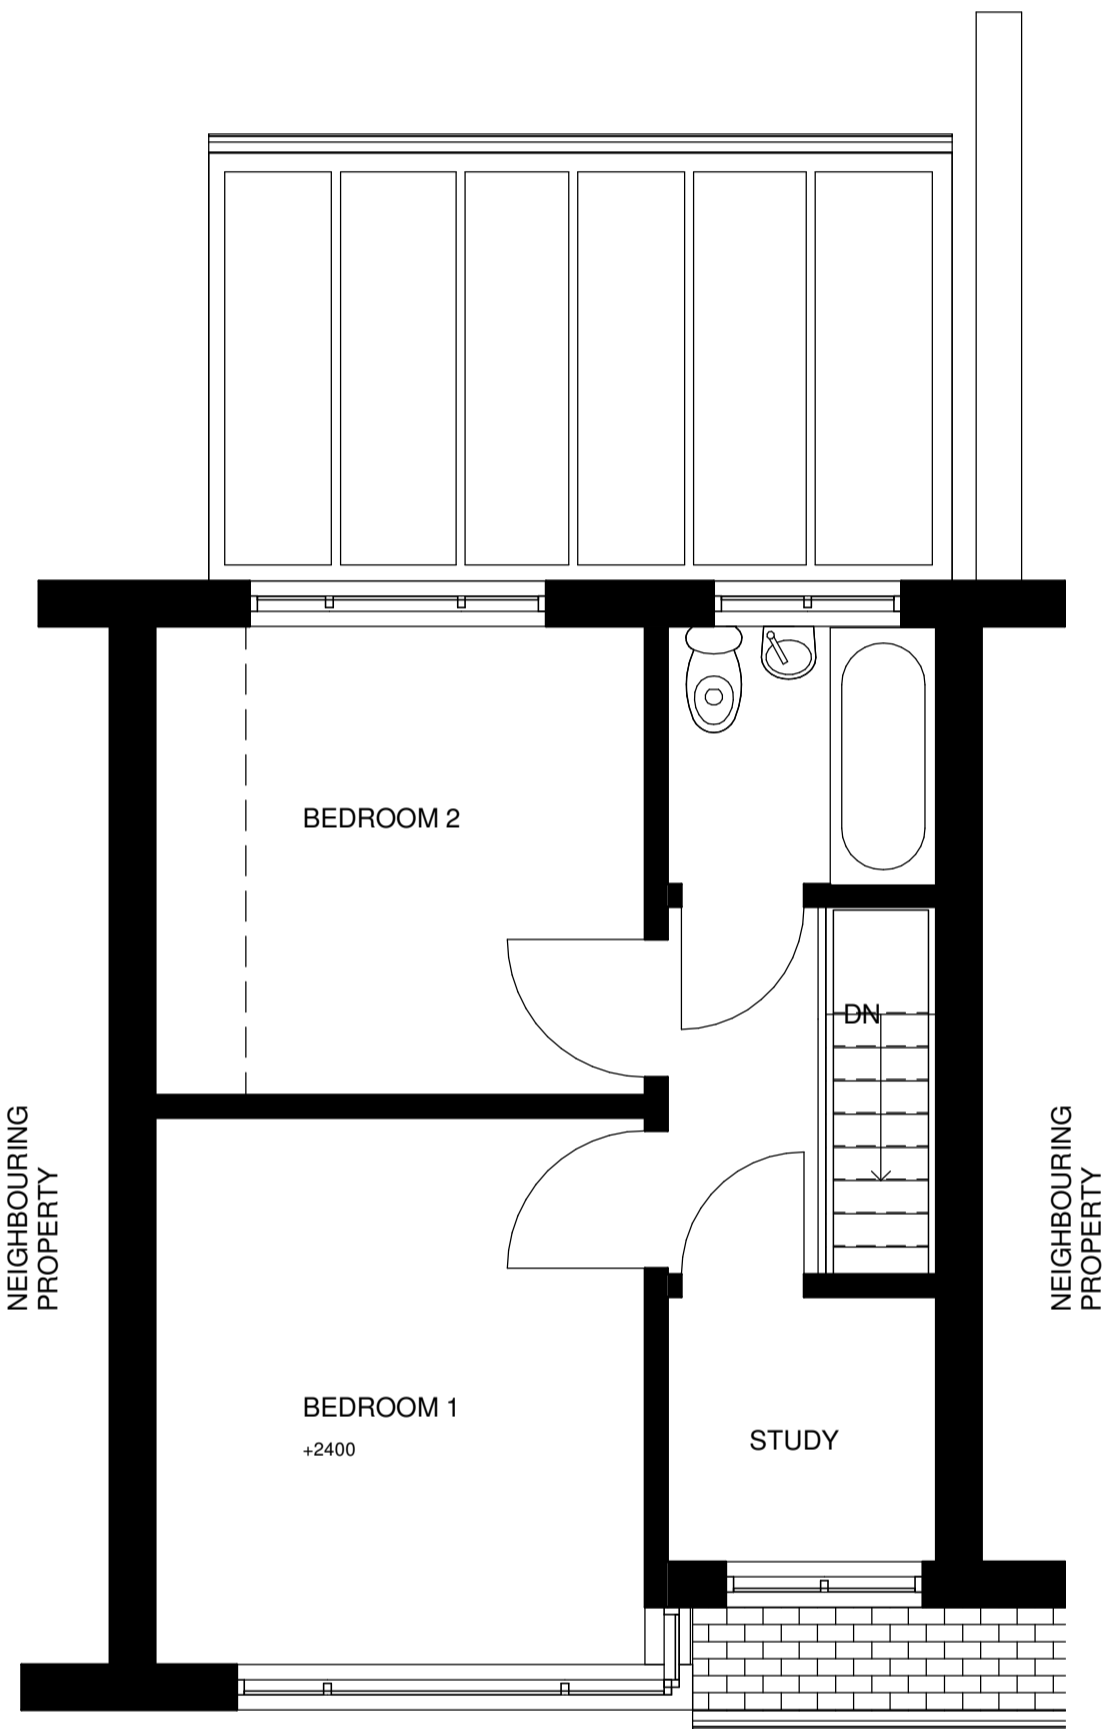 BEDROOM 2
DN
NEIGHBOURING
PROPERTY
NEIGHBOURING
PROPERTY
BEDROOM 1
+2400
STUDY